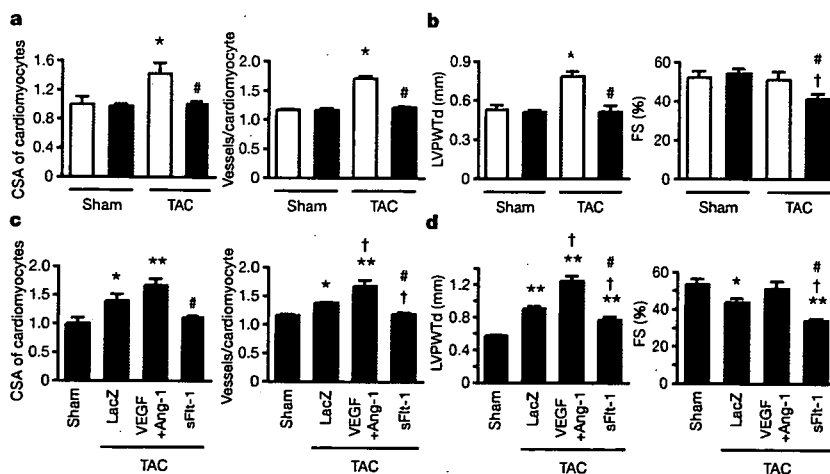 a
CSA of cardiomyocytes
1.8
1.4
1.0
0.6
*
#
Sham
TAC
Vessels/cardiomyocyte
2.0
1.5
1.0
0.5
0
*
#
Sham
TAC
b
LVPWTd (mm)
0.9
0.6
0.3
0
*
#
Sham
TAC
FS (%)
60
40
20
0
#
†
Sham
TAC
c
CSA of cardiomyocytes
2.0
1.5
1.0
0.5
*
**
#
Sham
LacZ
VEGF
+Ang-1
sFlt-1
TAC
Vessels/cardiomyocyte
2.0
1.5
1.0
0.5
0
*
†
**
#
†
Sham
LacZ
VEGF
+Ang-1
sFlt-1
TAC
d
LVPWTd (mm)
1.2
0.8
0.4
0
**
†
**
#
†
**
Sham
LacZ
VEGF
+Ang-1
sFlt-1
TAC
FS (%)
60
40
20
0
*
#
†
**
Sham
LacZ
VEGF
+Ang-1
sFlt-1
TAC